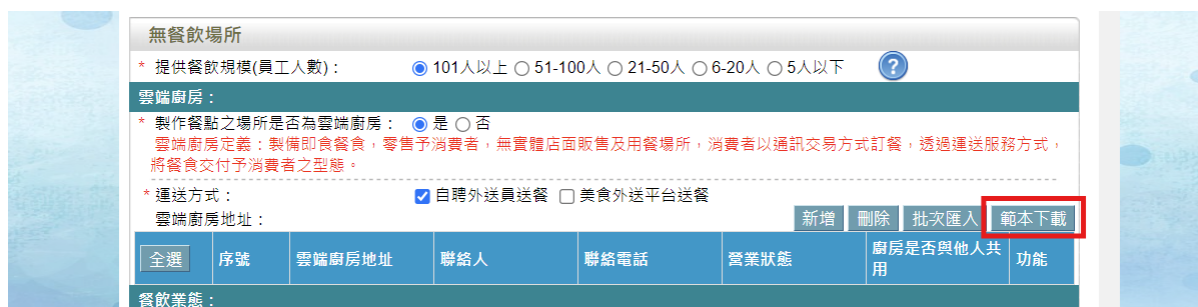 無餐飲場所
* 提供餐飲規模(員工人數)： 101人以上 51-100人 21-50人 6-20人 5人以下 ?
雲端廚房：
* 製作餐點之場所是否為雲端廚房： 是 否
雲端廚房定義：製備即食餐食，零售予消費者，無實體店面販售及用餐場所，消費者以通訊交易方式訂餐，透過運送服務方式，
將餐食交付予消費者之型態。
* 運送方式： 自聘外送員送餐 美食外送平台送餐
雲端廚房地址： 新增 刪除 批次匯入 範本下載
全選 序號 雲端廚房地址 聯絡人 聯絡電話 營業狀態 廚房是否與他人共用 功能
餐飲業態：